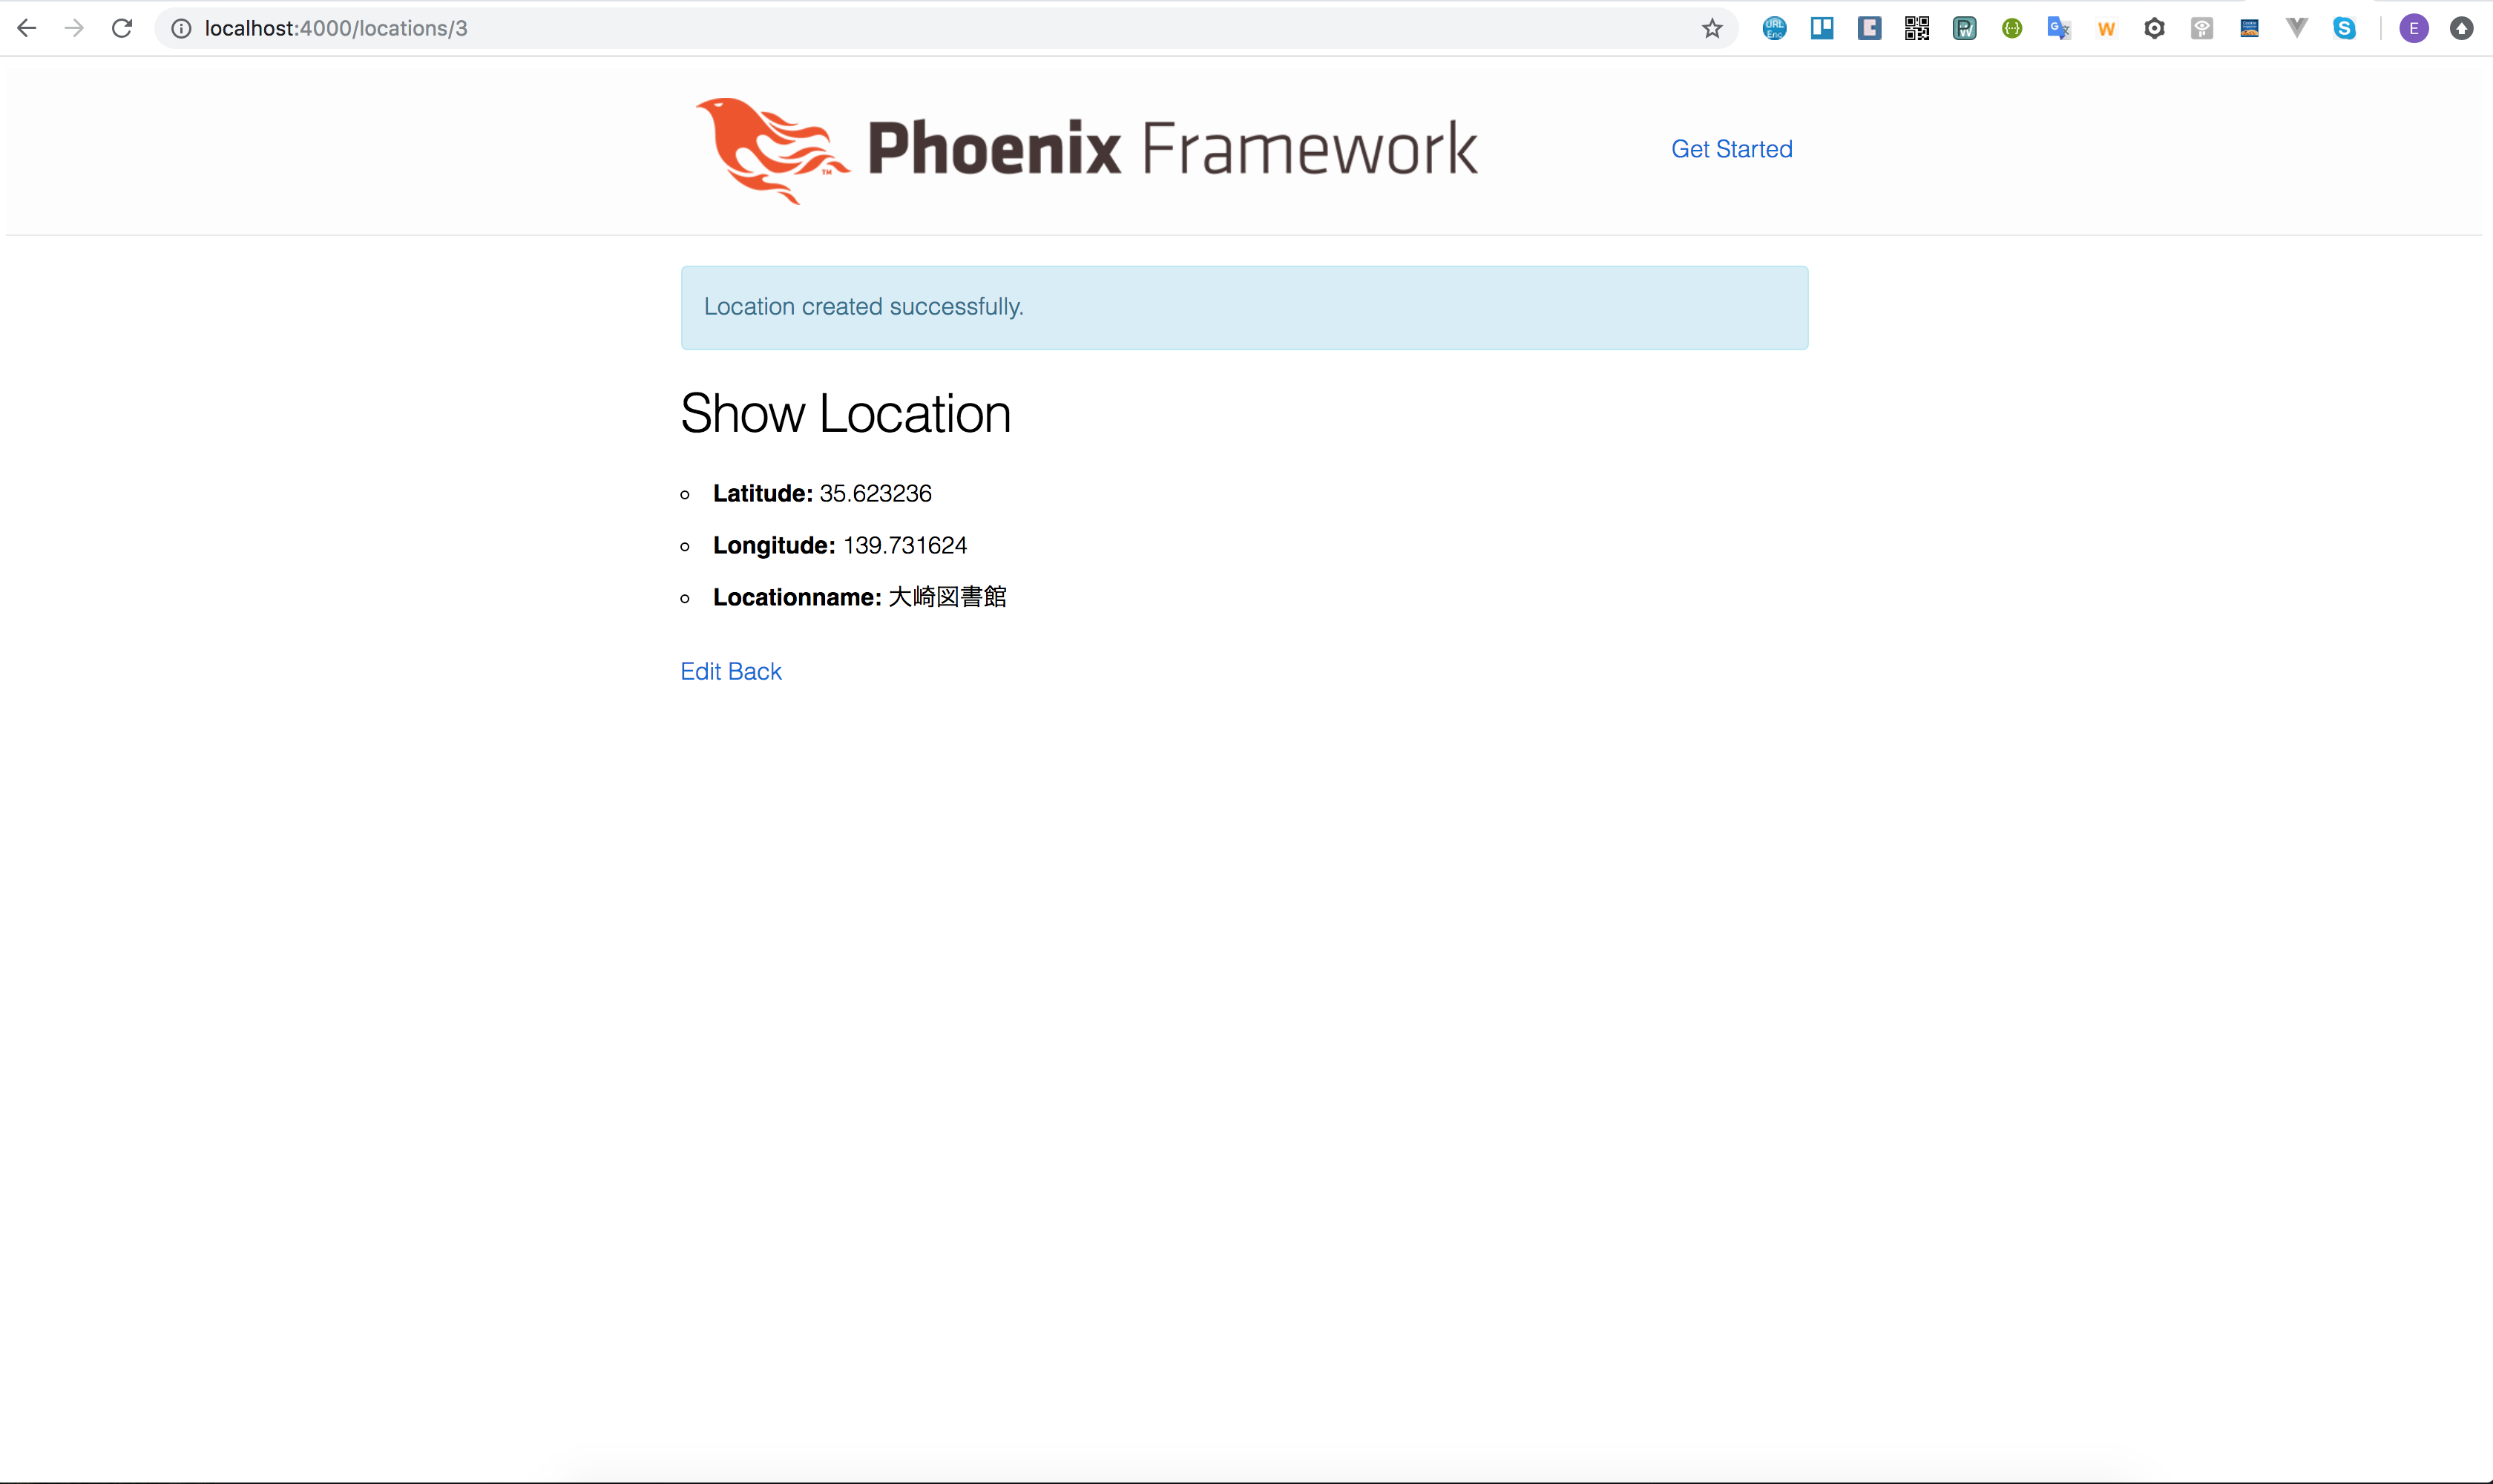 localhost:4000/locations/3
Phoenix Framework
Get Started
Location created successfully.
Show Location
Latitude: 35.623236
Longitude: 139.731624
Locationname: 大崎図書館
Edit Back